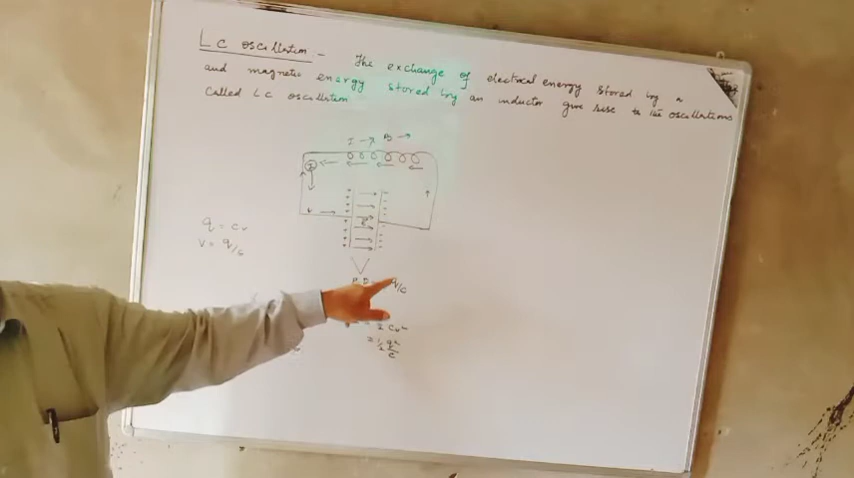 LC oscillation :- The exchange of electrical energy stored by a
and magnetic energy stored by an inductor give rise to the oscillations
called LC oscillation
I → B →
q = cv
V = q/c
q/c
½ cv²
= ½ q²/c